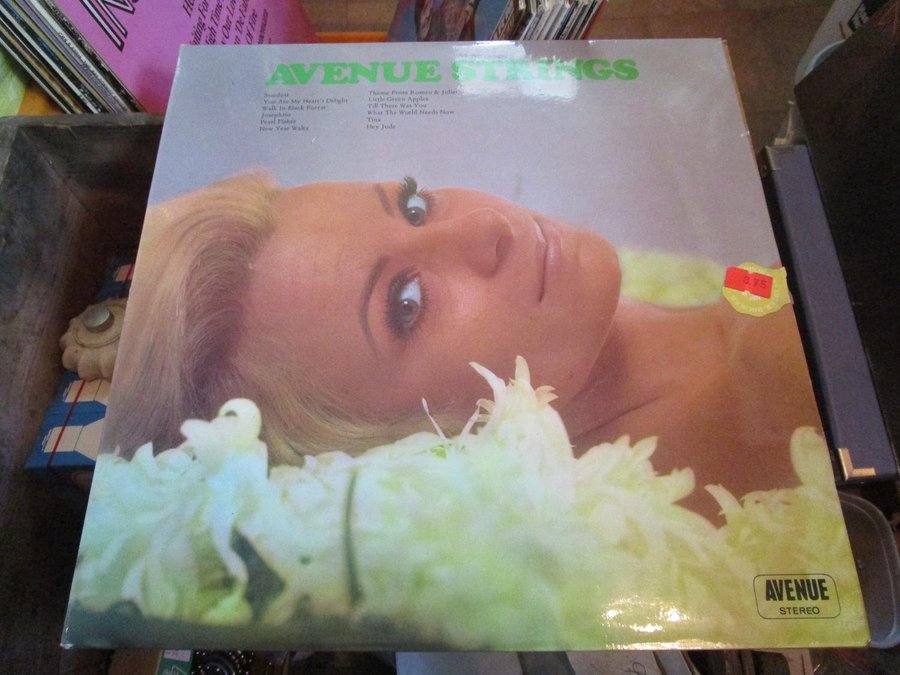 AVENUE STRINGS
Stardust
You Are My Heart's Delight
Walk In Black Forest
Josephine
Pearl Fisher
New Year Waltz
Theme From Romeo & Juliet
Little Green Apples
Till There Was You
What The World Needs Now
Tina
Hey Jude
8.75
AVENUE
STEREO